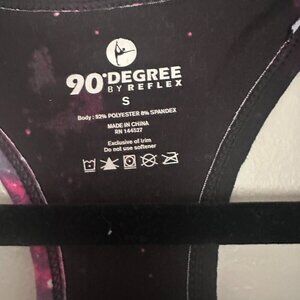 90°DEGREE
BY REFLEX
S
Body : 92% POLYESTER 8% SPANDEX
MADE IN CHINA
RN 144527
Exclusive of trim
Do not use softener